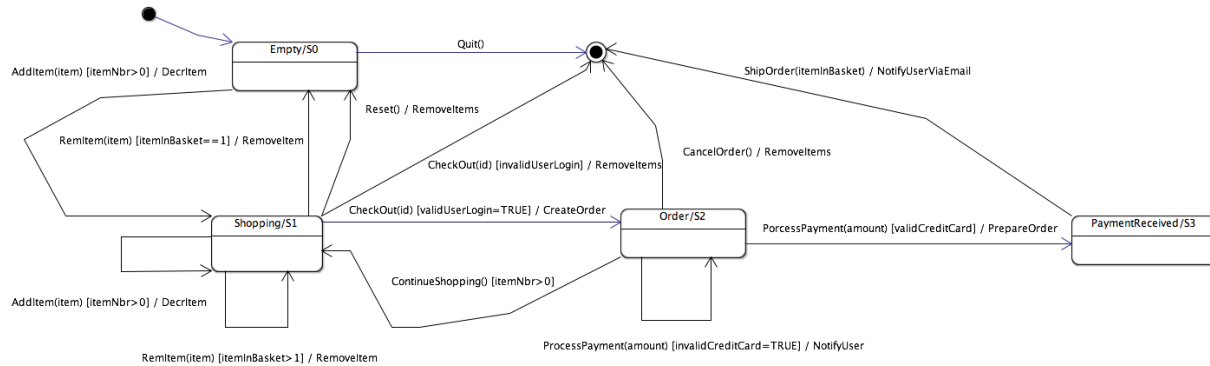 Empty/S0
Quit()
AddItem(item) [itemNbr>0] / DecrItem
ShipOrder(itemInBasket) / NotifyUserViaEmail
Reset() / RemoveItems
RemItem(item) [itemInBasket==1] / RemoveItem
CancelOrder() / RemoveItems
CheckOut(id) [invalidUserLogin] / RemoveItems
CheckOut(id) [validUserLogin=TRUE] / CreateOrder
Shopping/S1
Order/S2
PaymentReceived/S3
PorcessPayment(amount) [validCreditCard] / PrepareOrder
ContinueShopping() [itemNbr>0]
AddItem(item) [itemNbr>0] / DecrItem
ProcessPayment(amount) [invalidCreditCard=TRUE] / NotifyUser
RemItem(item) [itemInBasket>1] / RemoveItem